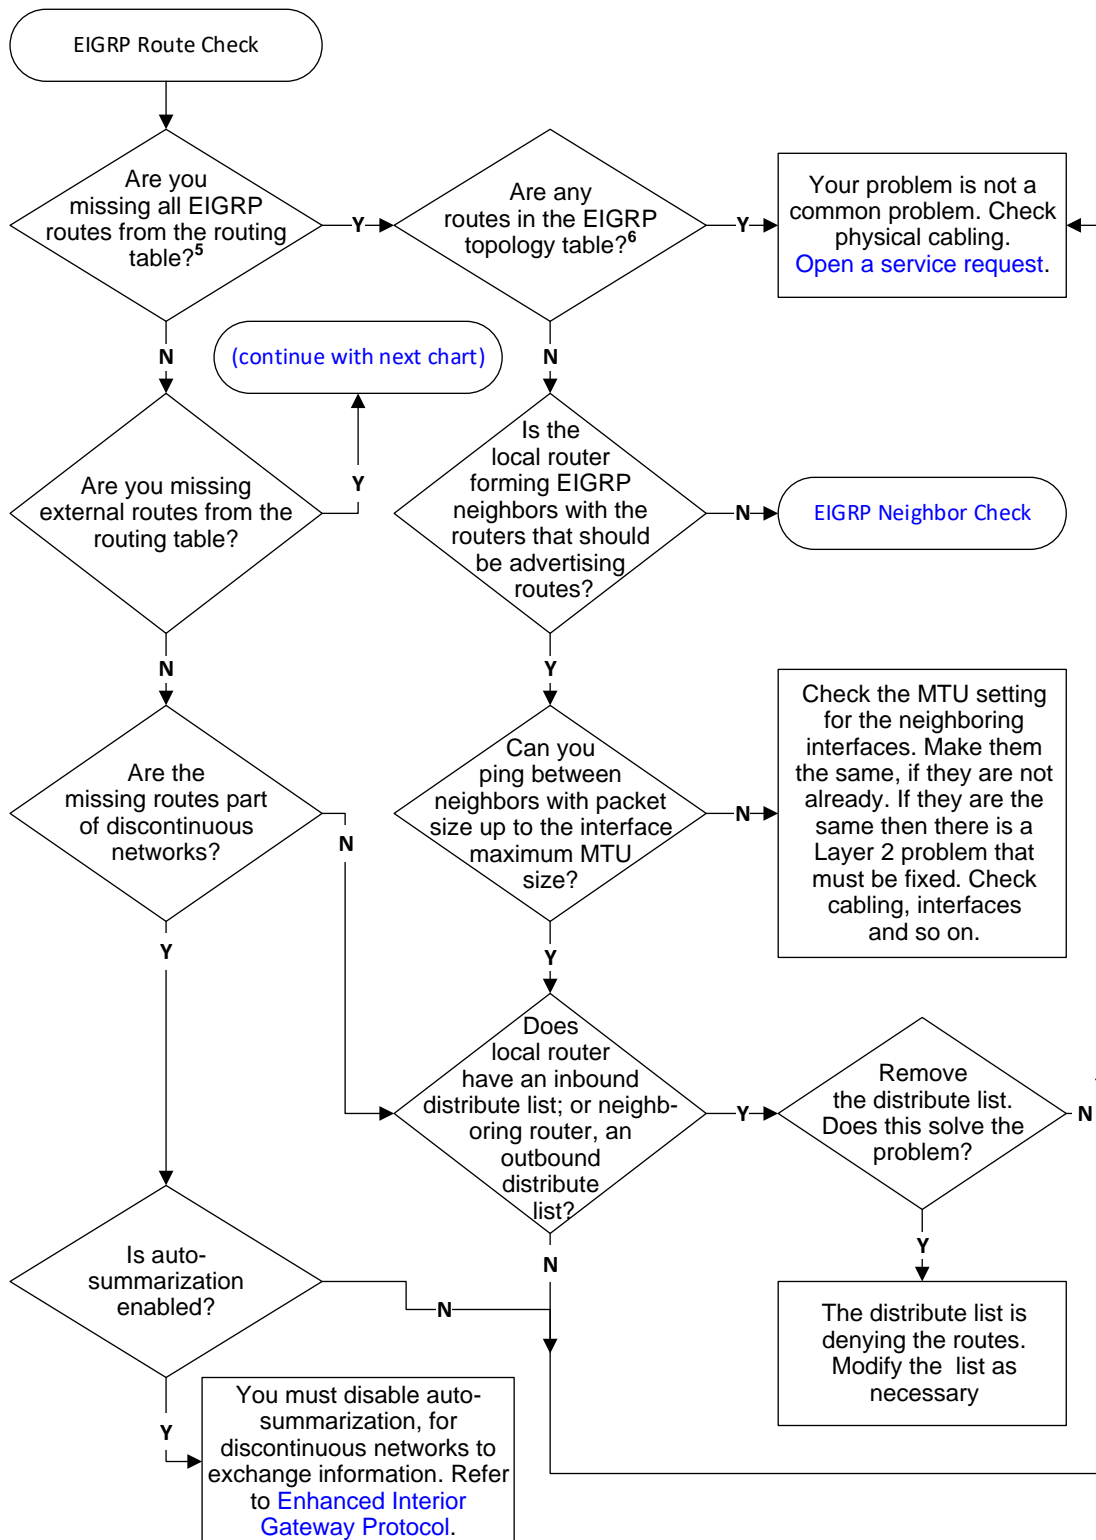 EIGRP Route Check
Are you
missing all EIGRP
routes from the routing
table?5
Y
Are any
routes in the EIGRP
topology table?6
Y
Your problem is not a
common problem. Check
physical cabling.
Open a service request.
N
(continue with next chart)
N
Are you missing
external routes from the
routing table?
Y
Is the
local router
forming EIGRP
neighbors with the
routers that should
be advertising
routes?
N
EIGRP Neighbor Check
N
Y
Are the
missing routes part
of discontinuous
networks?
N
Can you
ping between
neighbors with packet
size up to the interface
maximum MTU
size?
N
Check the MTU setting
for the neighboring
interfaces. Make them
the same, if they are not
already. If they are the
same then there is a
Layer 2 problem that
must be fixed. Check
cabling, interfaces
and so on.
Y
Y
Does
local router
have an inbound
distribute list; or neighb-
oring router, an
outbound
distribute
list?
Y
Remove
the distribute list.
Does this solve the
problem?
N
Is auto-
summarization
enabled?
N
N
Y
The distribute list is
denying the routes.
Modify the  list as
necessary
Y
You must disable auto-
summarization, for
discontinuous networks to
exchange information. Refer
to Enhanced Interior
Gateway Protocol.